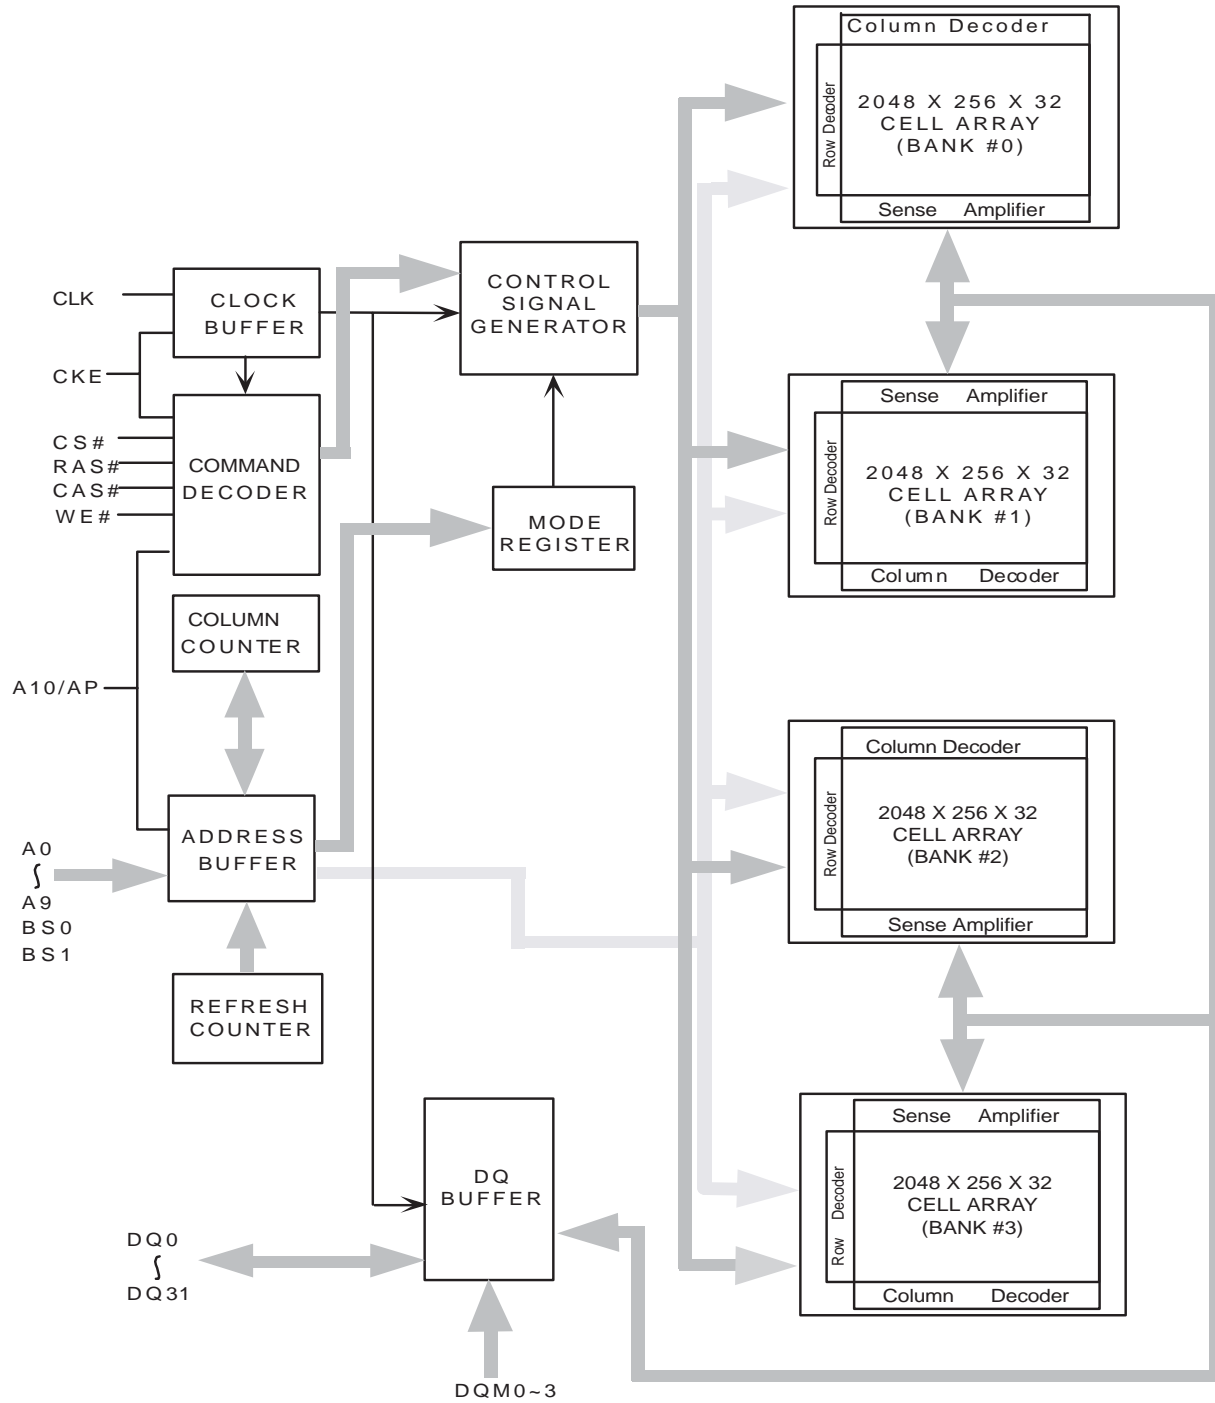 Column Decoder
Row Decoder
2048 X 256 X 32
CELL ARRAY
(BANK #0)
Sense Amplifier
CLK
CLOCK
BUFFER
CONTROL
SIGNAL
GENERATOR
CKE
CS#
RAS#
CAS#
WE#
COMMAND
DECODER
MODE
REGISTER
Sense Amplifier
Row Decoder
2048 X 256 X 32
CELL ARRAY
(BANK #1)
Column Decoder
COLUMN
COUNTER
A10/AP
ADDRESS
BUFFER
A0
A9
BS0
BS1
REFRESH
COUNTER
Column Decoder
Row Decoder
2048 X 256 X 32
CELL ARRAY
(BANK #2)
Sense Amplifier
Sense Amplifier
Row Decoder
2048 X 256 X 32
CELL ARRAY
(BANK #3)
Column Decoder
DQ
BUFFER
DQ0
DQ31
DQM0~3